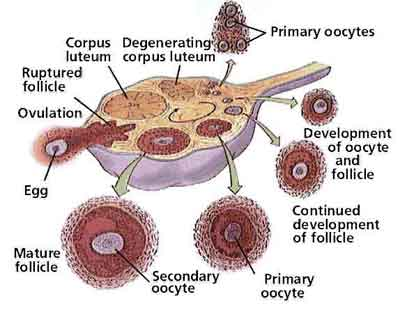 Primary oocytes
Corpus
luteum
Degenerating
corpus luteum
Ruptured
follicle
Ovulation
Egg
Development
of oocyte
and
follicle
Continued
development
of follicle
Mature
follicle
Secondary
oocyte
Primary
oocyte